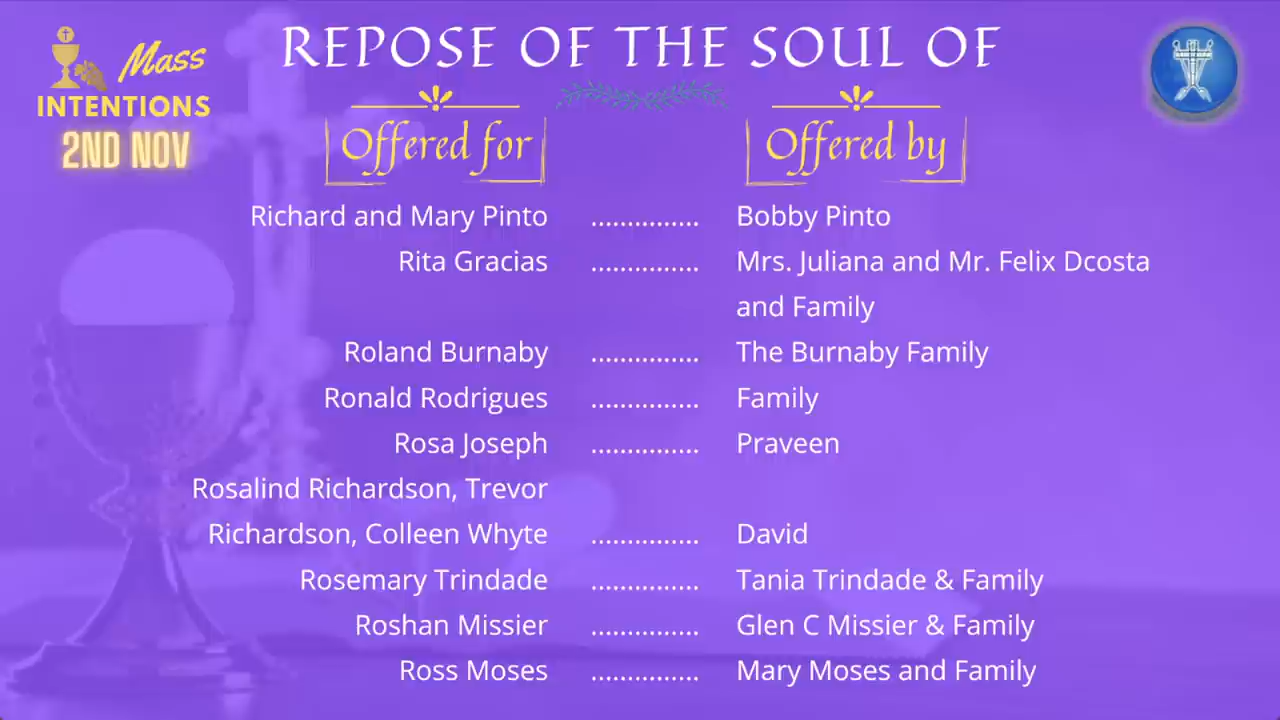 REPOSE OF THE SOUL OF
Mass
INTENTIONS
2ND NOV
Offered for Offered by
Richard and Mary Pinto ............... Bobby Pinto
Rita Gracias ............... Mrs. Juliana and Mr. Felix Dcosta
and Family
Roland Burnaby ............... The Burnaby Family
Ronald Rodrigues ............... Family
Rosa Joseph ............... Praveen
Rosalind Richardson, Trevor
Richardson, Colleen Whyte ............... David
Rosemary Trindade ............... Tania Trindade & Family
Roshan Missier ............... Glen C Missier & Family
Ross Moses ............... Mary Moses and Family